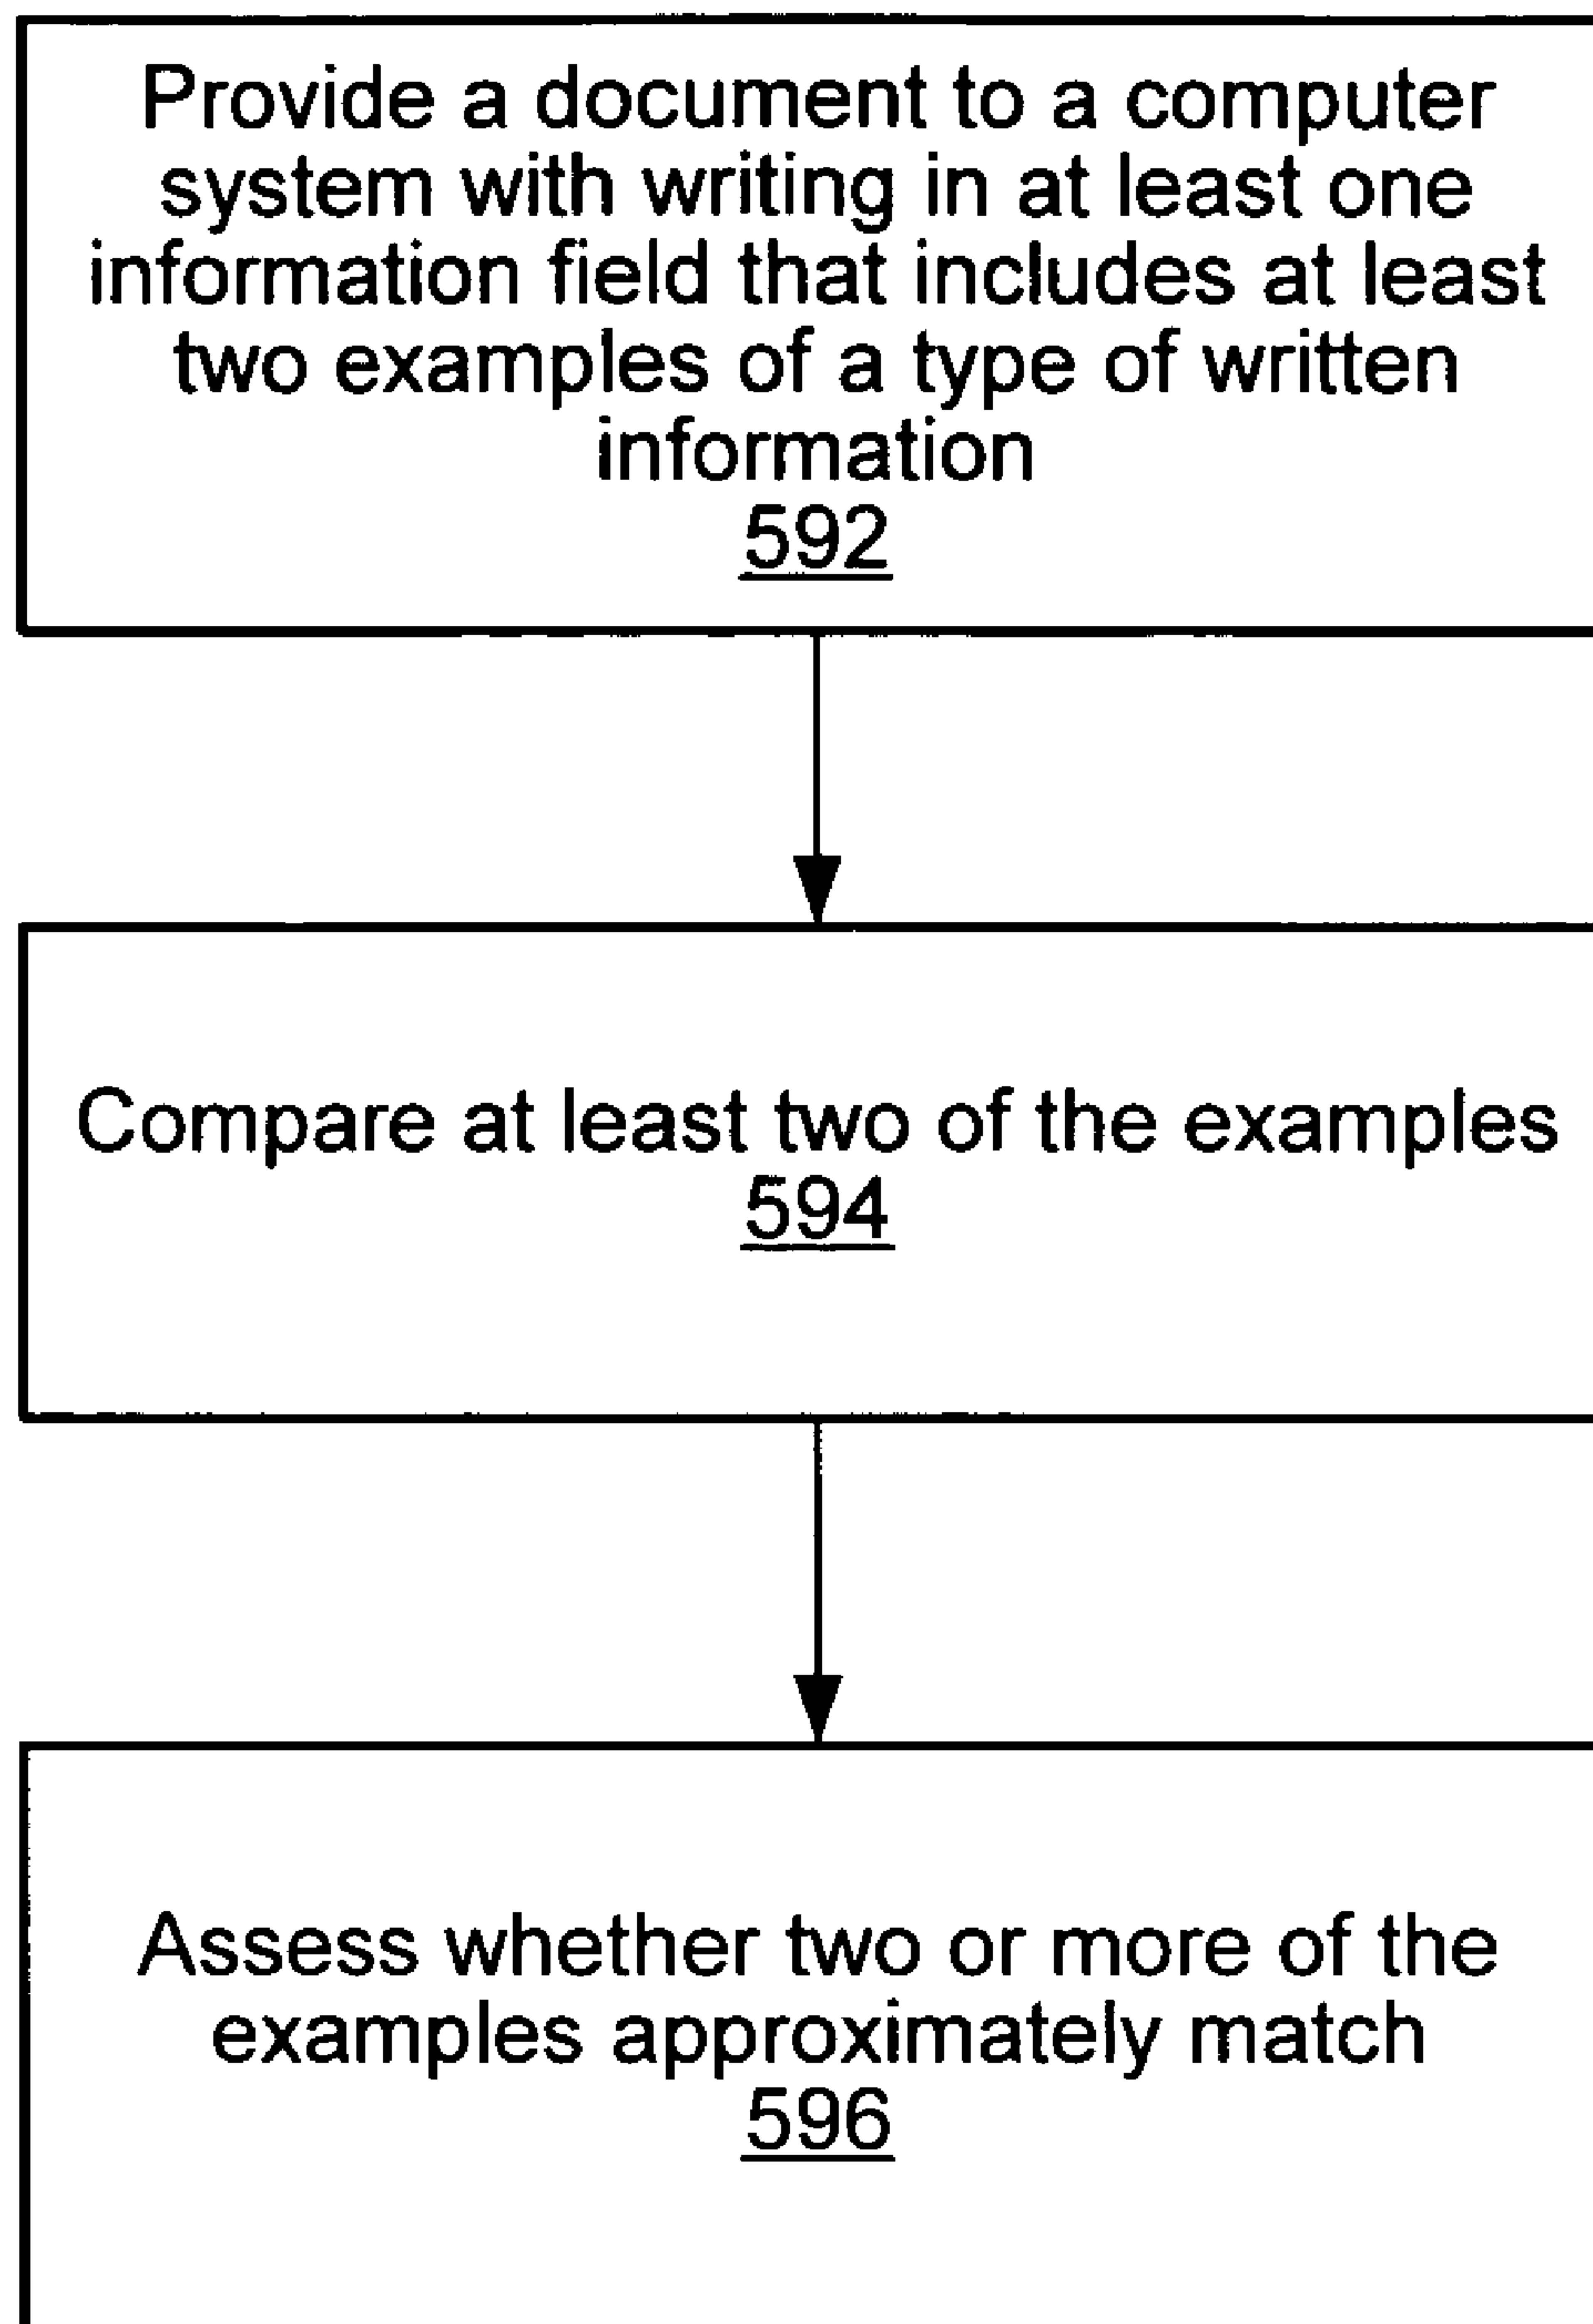 Provide a document to a computer
system with writing in at least one
information field that includes at least
two examples of a type of written
information
592
Compare at least two of the examples
594
Assess whether two or more of the
examples approximately match
596